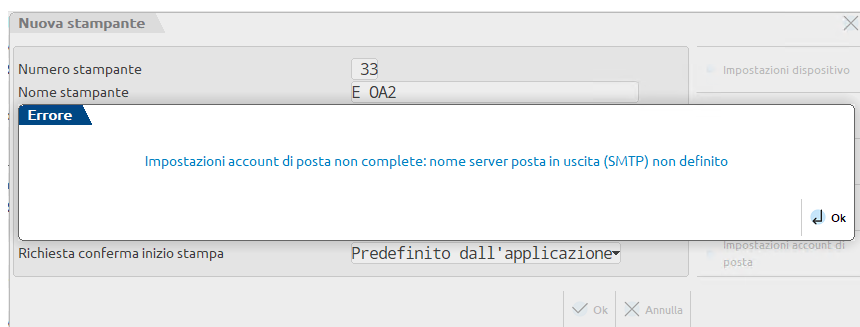 Nuova stampante
Numero stampante 33 Impostazioni dispositivo
Nome stampante E OA2
Errore
Impostazioni account di posta non complete: nome server posta in uscita (SMTP) non definito
Ok
Richiesta conferma inizio stampa Predefinito dall'applicazione
Impostazioni account di
posta
Ok Annulla